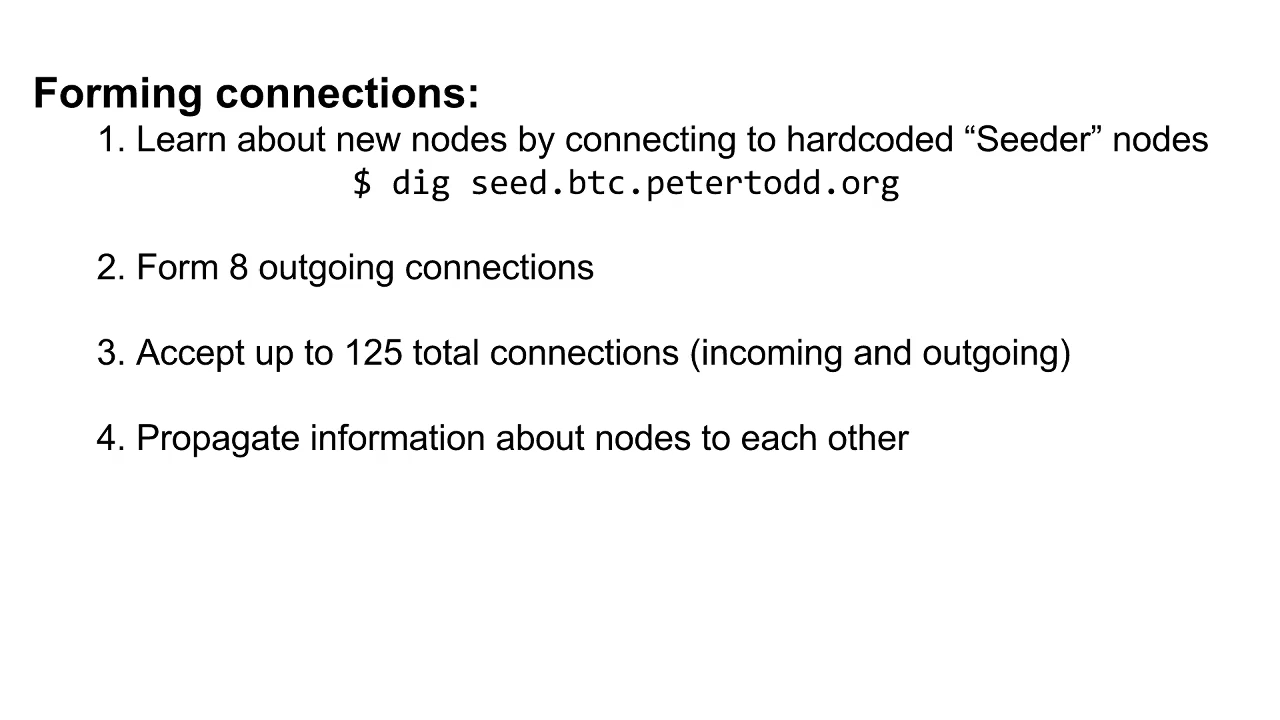 Forming connections:
1. Learn about new nodes by connecting to hardcoded “Seeder” nodes
$ dig seed.btc.petertodd.org
2. Form 8 outgoing connections
3. Accept up to 125 total connections (incoming and outgoing)
4. Propagate information about nodes to each other